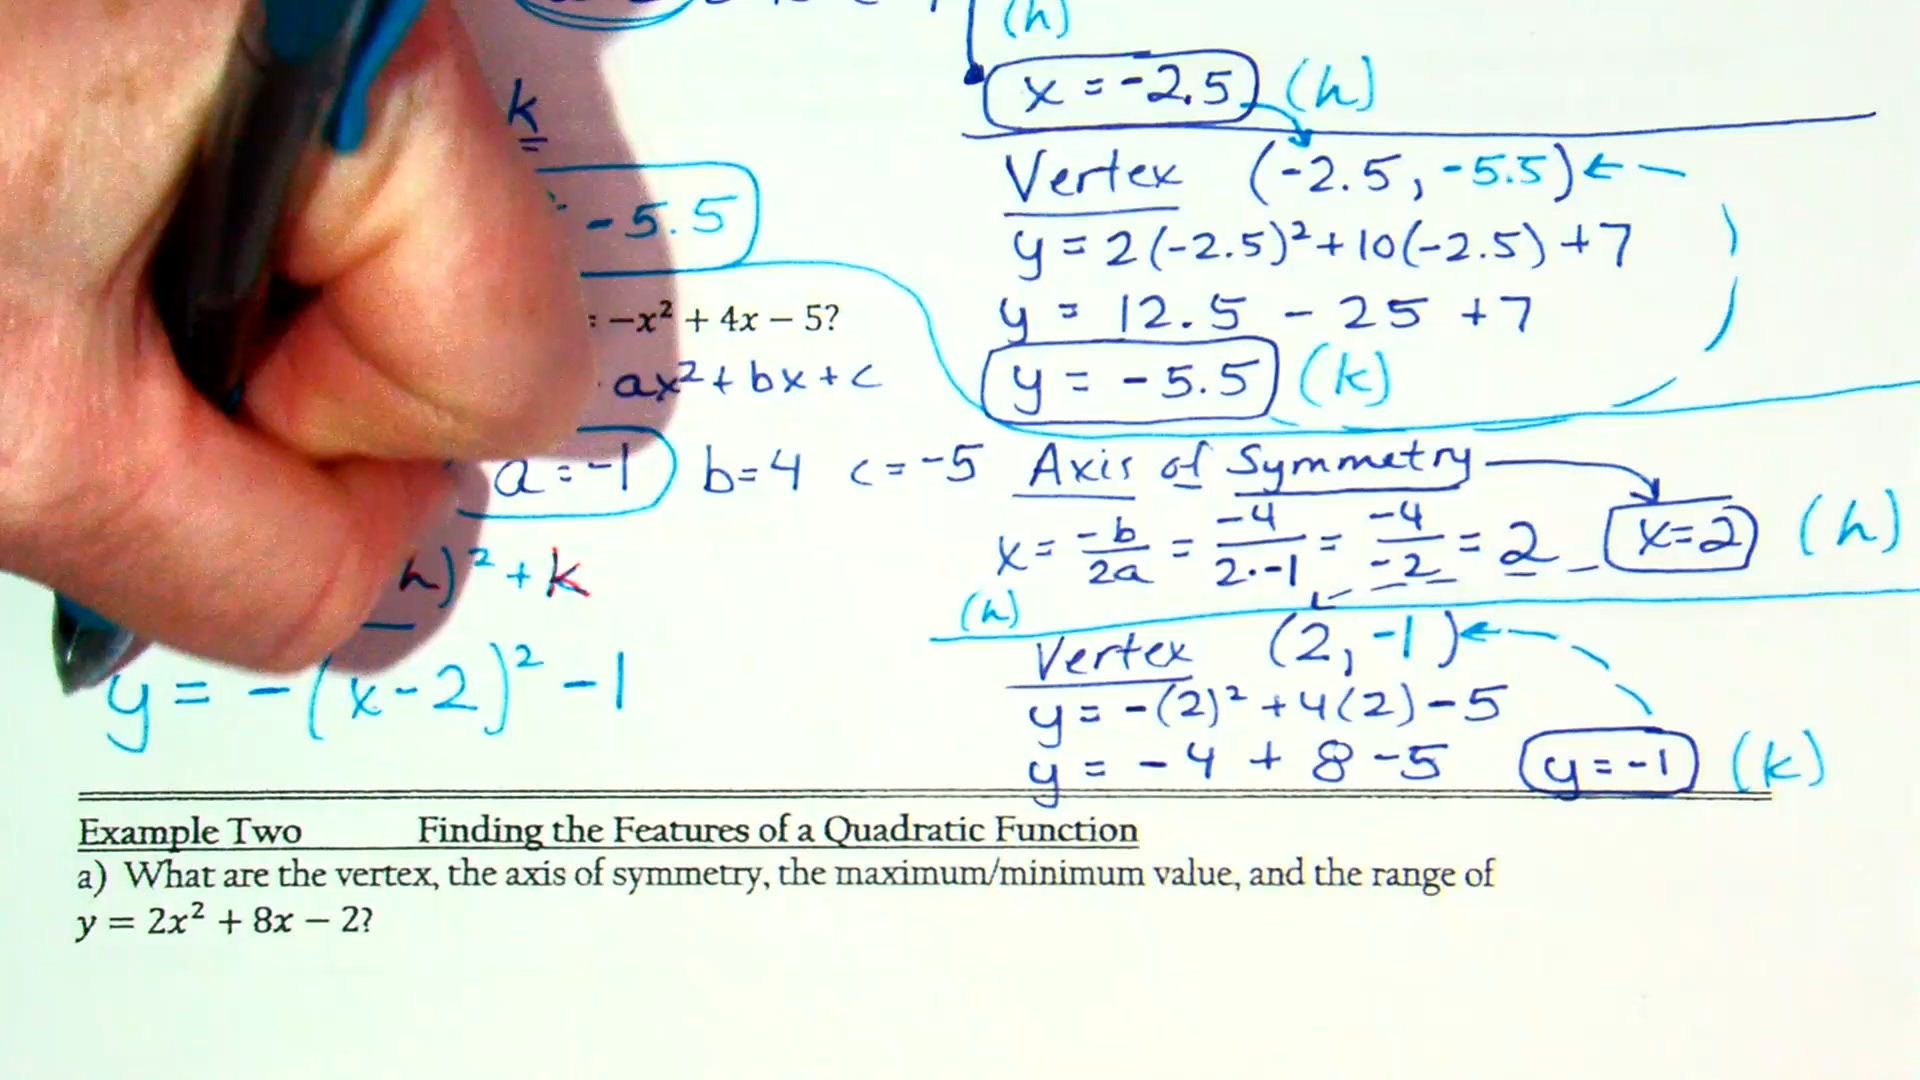 k
- 5.5
= −x² + 4x − 5?
ax² + bx + c
a = -1 b = 4 c = -5
h)² + k
y = -(x-2)² - 1
(h)
x = -2.5 (h)
Vertex (-2.5, -5.5)
y = 2(-2.5)² + 10(-2.5) + 7
y = 12.5 - 25 + 7
y = -5.5 (k)
Axis of Symmetry
x = -b/2a = -4/2·-1 = -4/-2 = 2 x=2 (h)
(h)
Vertex (2, -1)
y = -(2)² + 4(2) - 5
y = -4 + 8 - 5 y = -1 (k)
Example Two Finding the Features of a Quadratic Function
a) What are the vertex, the axis of symmetry, the maximum/minimum value, and the range of
y = 2x² + 8x − 2?